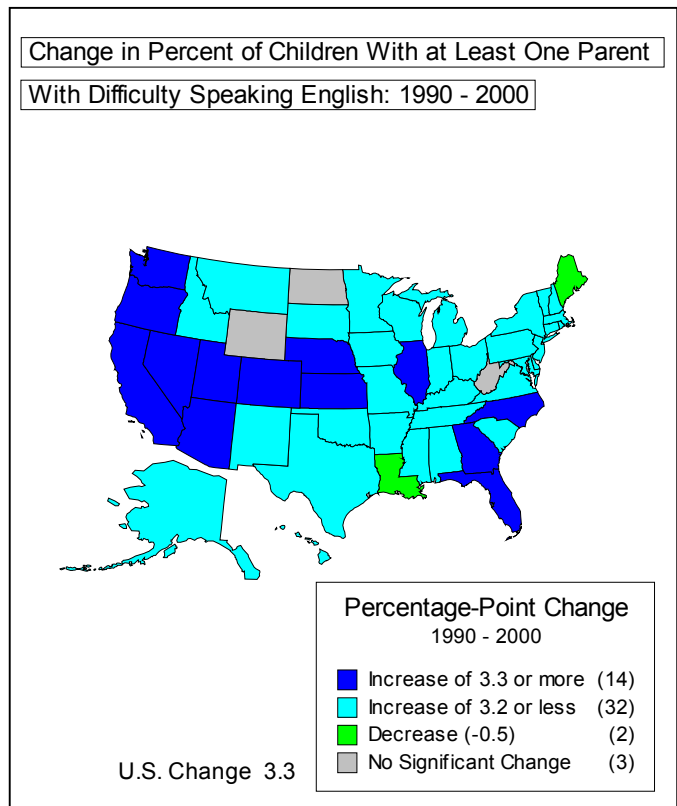 Change in Percent of Children With at Least One Parent
With Difficulty Speaking English: 1990 - 2000
Percentage-Point Change
1990 - 2000
Increase of 3.3 or more (14)
Increase of 3.2 or less (32)
Decrease (-0.5) (2)
No Significant Change (3)
U.S. Change 3.3